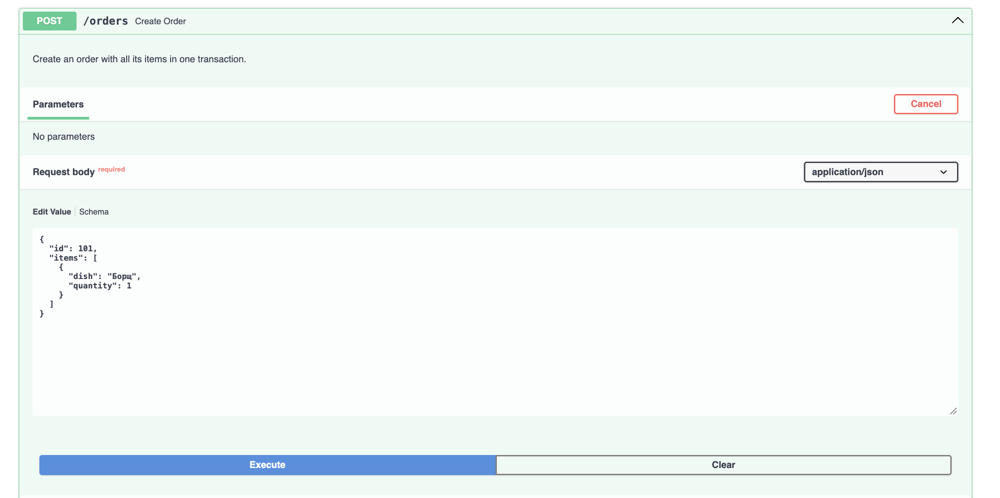 POST /orders Create Order
Create an order with all its items in one transaction.
Parameters
Cancel
No parameters
Request body required
application/json
Edit Value Schema
{
  "id": 101,
  "items": [
    {
      "dish": "Борщ",
      "quantity": 1
    }
  ]
}
Execute
Clear